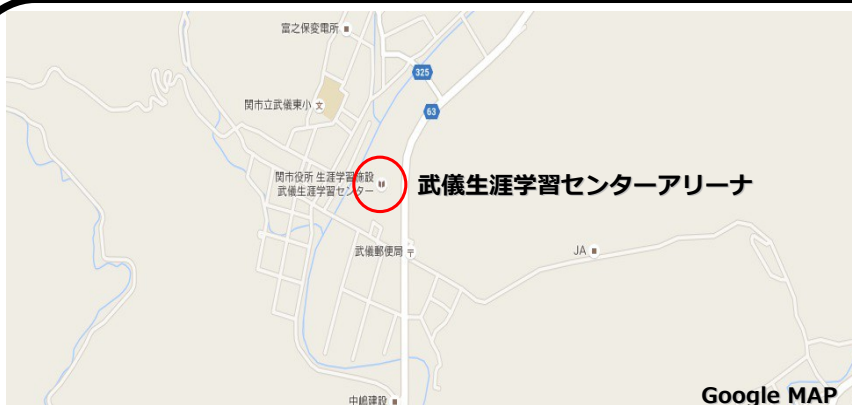 富之保変電所
325
関市立武儀東小
文
63
関市役所 生涯学習施設
武儀生涯学習センター
武儀生涯学習センターアリーナ
武儀郵便局
〒
JA
中嶋建設
Google MAP